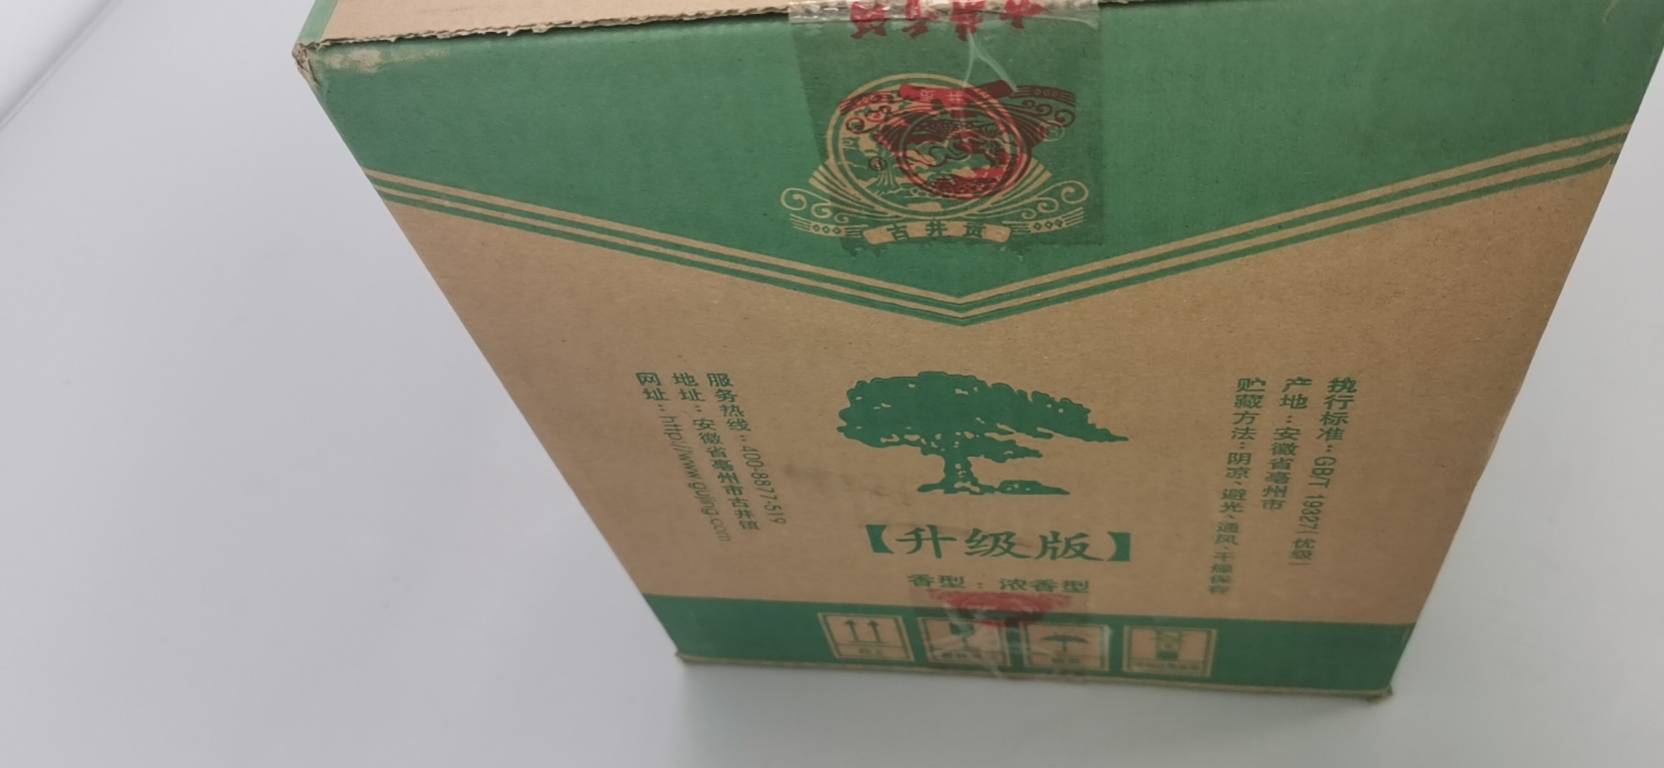 古井贡
执行标准：GB/T 19327(优级)
产地：安徽省亳州市
贮藏方法：阴凉、避光、通风、干燥保存
服务热线：400-8877-519
地址：安徽省亳州市古井镇
网址：http://www.gujing.com
【升级版】
香型：浓香型